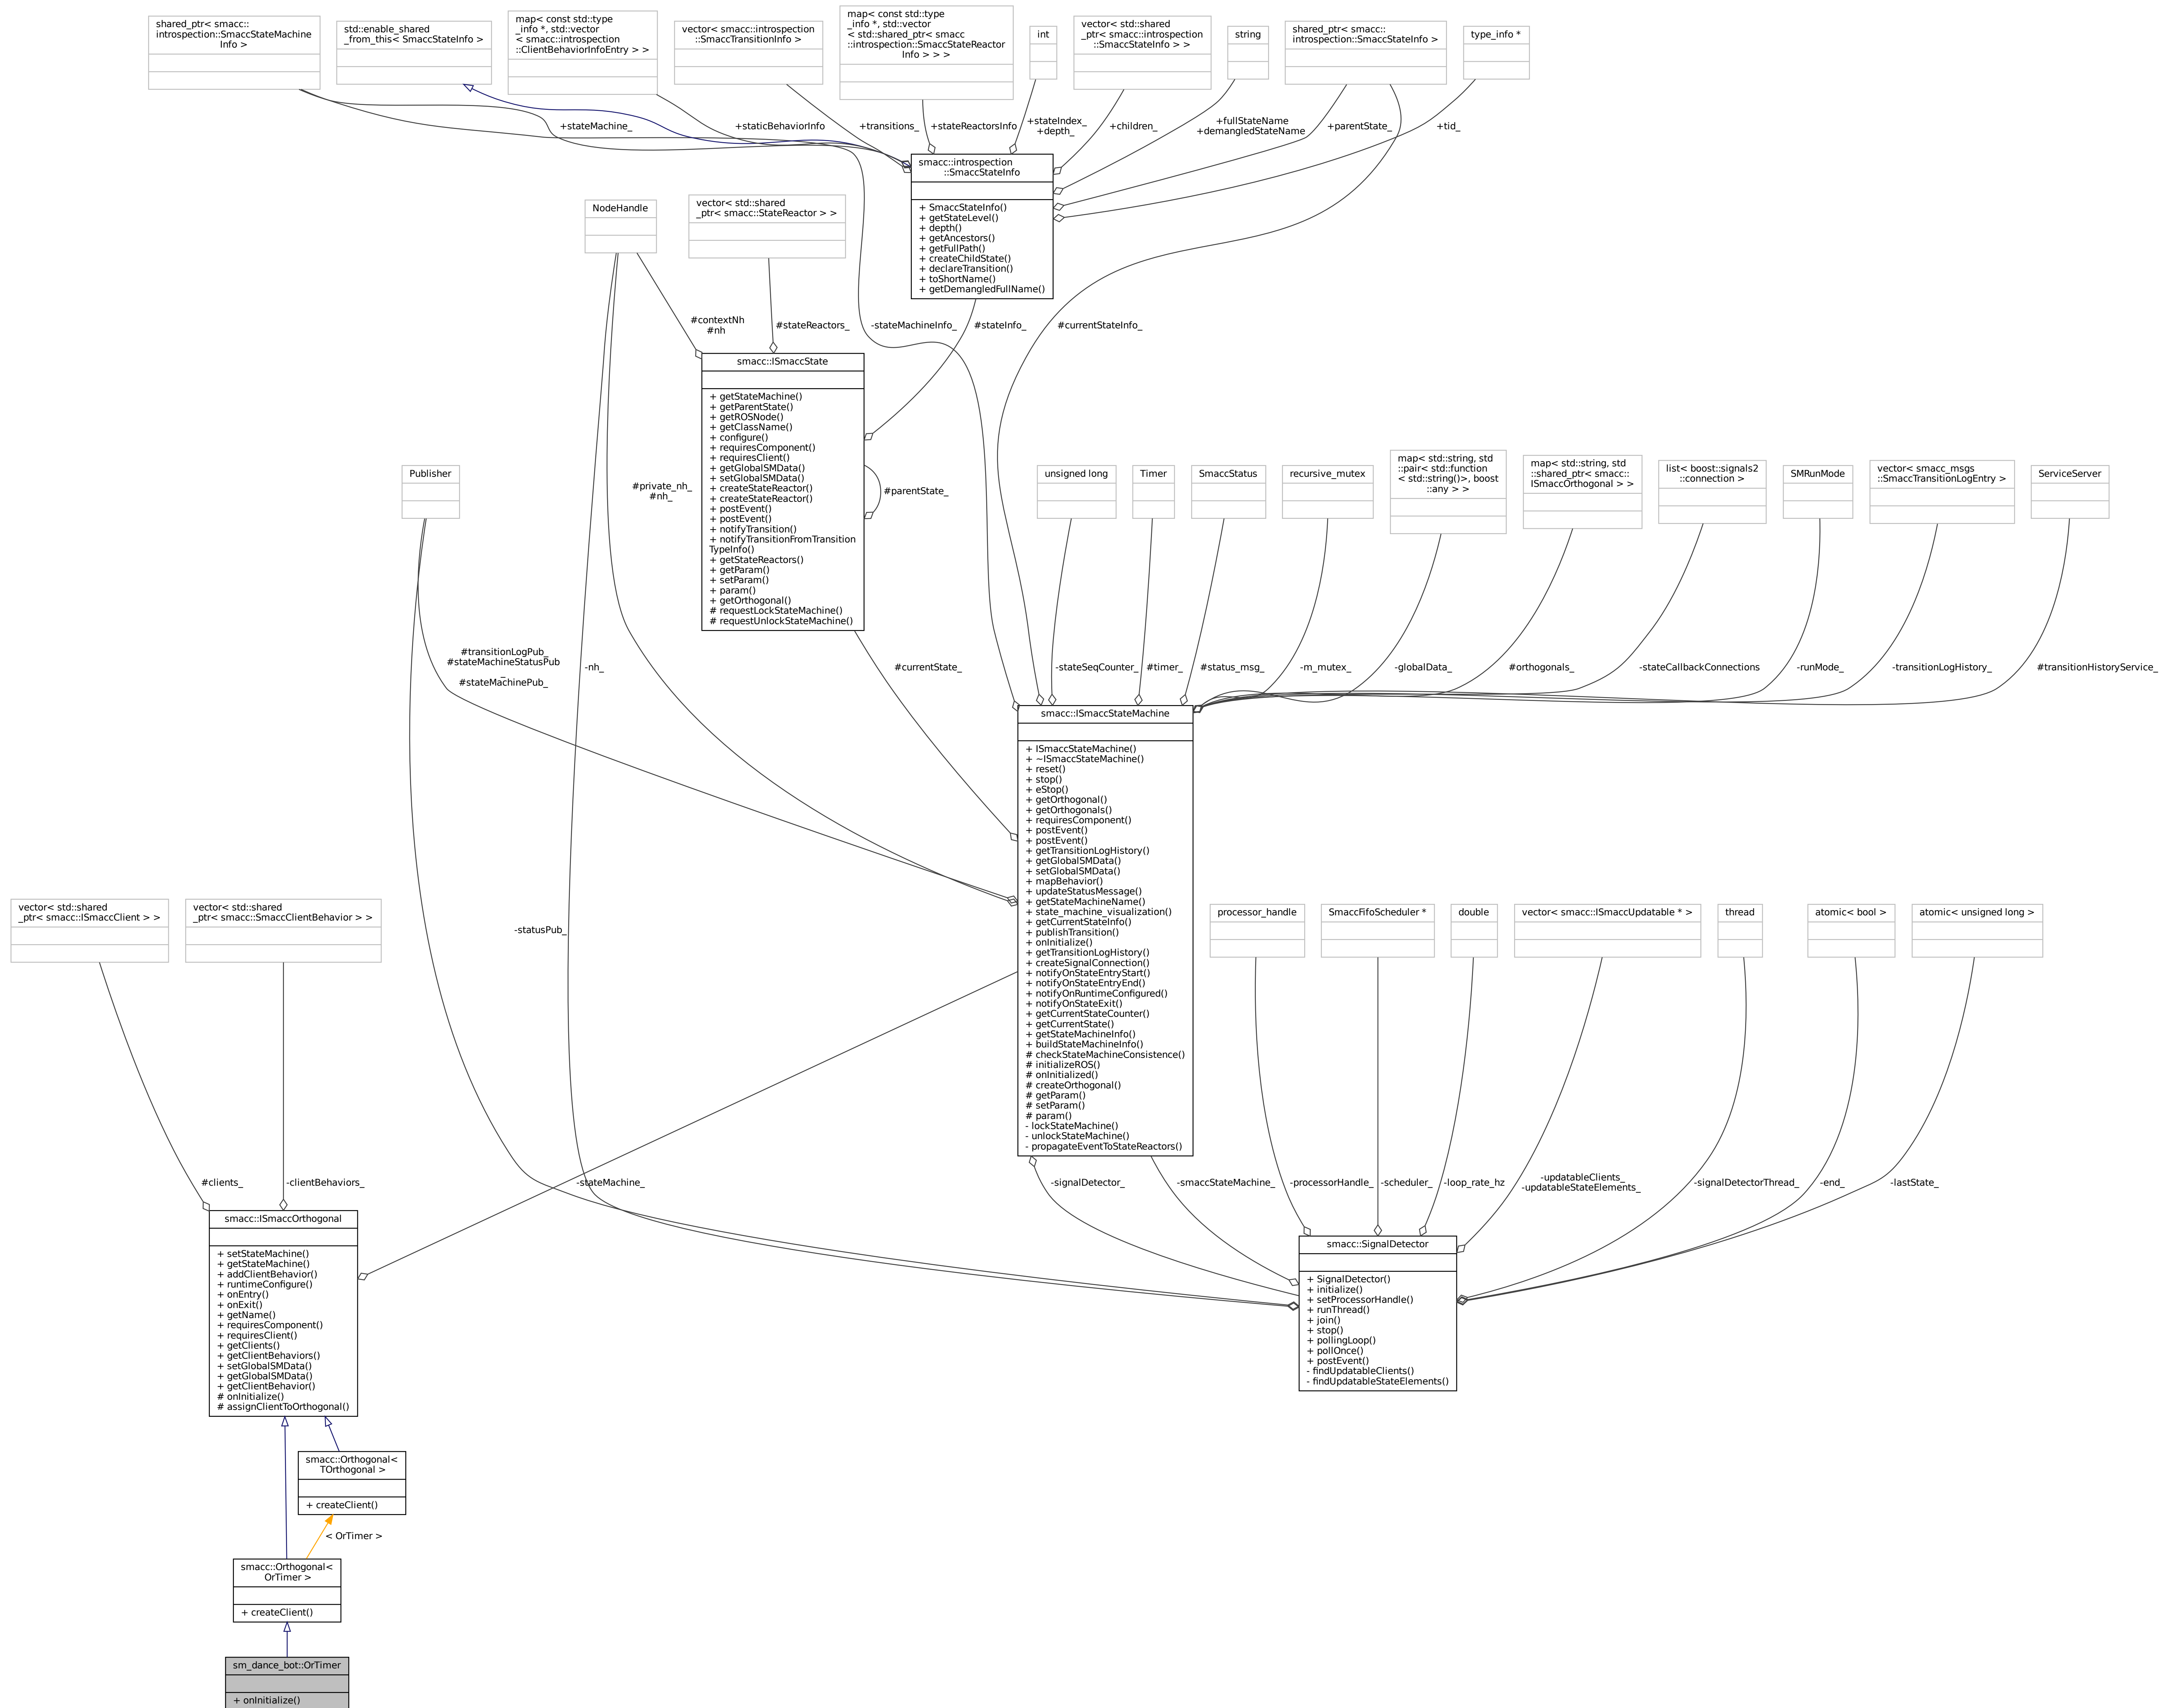 shared_ptr< smacc::
introspection::SmaccStateMachine
Info >
std::enable_shared
_from_this< SmaccStateInfo >
map< const std::type
_info *, std::vector
< smacc::introspection
::ClientBehaviorInfoEntry > >
vector< smacc::introspection
::SmaccTransitionInfo >
map< const std::type
_info *, std::vector
< std::shared_ptr< smacc
::introspection::SmaccStateReactor
Info > > >
int
vector< std::shared
_ptr< smacc::introspection
::SmaccStateInfo > >
string
shared_ptr< smacc::
introspection::SmaccStateInfo >
type_info *
+stateMachine_
+staticBehaviorInfo
+transitions_
+stateReactorsInfo
+stateIndex_
+depth_
+children_
+fullStateName
+demangledStateName
+parentState_
+tid_
smacc::introspection
::SmaccStateInfo
+ SmaccStateInfo()
+ getStateLevel()
+ depth()
+ getAncestors()
+ getFullPath()
+ createChildState()
+ declareTransition()
+ toShortName()
+ getDemangledFullName()
NodeHandle
vector< std::shared
_ptr< smacc::StateReactor > >
#contextNh
#nh
#stateReactors_
-stateMachineInfo_
#stateInfo_
#currentStateInfo_
smacc::ISmaccState
+ getStateMachine()
+ getParentState()
+ getROSNode()
+ getClassName()
+ configure()
+ requiresComponent()
+ requiresClient()
+ getGlobalSMData()
+ setGlobalSMData()
+ createStateReactor()
+ createStateReactor()
+ postEvent()
+ postEvent()
+ notifyTransition()
+ notifyTransitionFromTransition
TypeInfo()
+ getStateReactors()
+ getParam()
+ setParam()
+ param()
+ getOrthogonal()
# requestLockStateMachine()
# requestUnlockStateMachine()
#parentState_
Publisher
#private_nh_
#nh_
unsigned long
Timer
SmaccStatus
recursive_mutex
map< std::string, std
::pair< std::function
< std::string()>, boost
::any > >
map< std::string, std
::shared_ptr< smacc::
ISmaccOrthogonal > >
list< boost::signals2
::connection >
SMRunMode
vector< smacc_msgs
::SmaccTransitionLogEntry >
ServiceServer
#transitionLogPub_
#stateMachineStatusPub
_
#stateMachinePub_
-nh_
#currentState_
-stateSeqCounter_
#timer_
#status_msg_
-m_mutex_
-globalData_
#orthogonals_
-stateCallbackConnections
-runMode_
-transitionLogHistory_
#transitionHistoryService_
smacc::ISmaccStateMachine
+ ISmaccStateMachine()
+ ~ISmaccStateMachine()
+ reset()
+ stop()
+ eStop()
+ getOrthogonal()
+ getOrthogonals()
+ requiresComponent()
+ postEvent()
+ postEvent()
+ getTransitionLogHistory()
+ getGlobalSMData()
+ setGlobalSMData()
+ mapBehavior()
+ updateStatusMessage()
+ getStateMachineName()
+ state_machine_visualization()
+ getCurrentStateInfo()
+ publishTransition()
+ onInitialize()
+ getTransitionLogHistory()
+ createSignalConnection()
+ notifyOnStateEntryStart()
+ notifyOnStateEntryEnd()
+ notifyOnRuntimeConfigured()
+ notifyOnStateExit()
+ getCurrentStateCounter()
+ getCurrentState()
+ getStateMachineInfo()
+ buildStateMachineInfo()
# checkStateMachineConsistence()
# initializeROS()
# onInitialized()
# createOrthogonal()
# getParam()
# setParam()
# param()
- lockStateMachine()
- unlockStateMachine()
- propagateEventToStateReactors()
vector< std::shared
_ptr< smacc::ISmaccClient > >
vector< std::shared
_ptr< smacc::SmaccClientBehavior > >
-statusPub_
processor_handle
SmaccFifoScheduler *
double
vector< smacc::ISmaccUpdatable * >
thread
atomic< bool >
atomic< unsigned long >
#clients_
-clientBehaviors_
-stateMachine_
-signalDetector_
-smaccStateMachine_
-processorHandle_
-scheduler_
-loop_rate_hz
-updatableClients_
-updatableStateElements_
-signalDetectorThread_
-end_
-lastState_
smacc::ISmaccOrthogonal
+ setStateMachine()
+ getStateMachine()
+ addClientBehavior()
+ runtimeConfigure()
+ onEntry()
+ onExit()
+ getName()
+ requiresComponent()
+ requiresClient()
+ getClients()
+ getClientBehaviors()
+ setGlobalSMData()
+ getGlobalSMData()
+ getClientBehavior()
# onInitialize()
# assignClientToOrthogonal()
smacc::SignalDetector
+ SignalDetector()
+ initialize()
+ setProcessorHandle()
+ runThread()
+ join()
+ stop()
+ pollingLoop()
+ pollOnce()
+ postEvent()
- findUpdatableClients()
- findUpdatableStateElements()
smacc::Orthogonal<
TOrthogonal >
+ createClient()
< OrTimer >
smacc::Orthogonal<
OrTimer >
+ createClient()
sm_dance_bot::OrTimer
+ onInitialize()